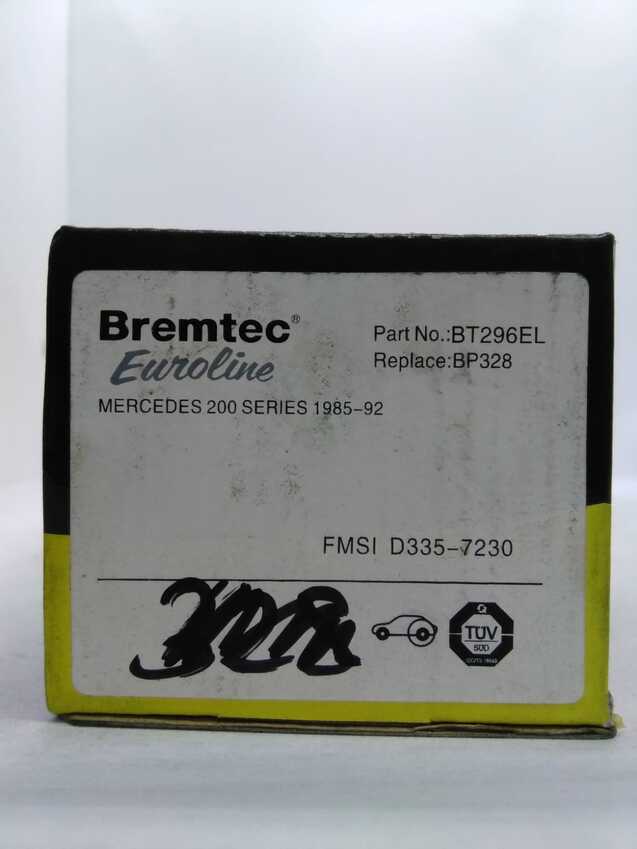 Bremtec®
Euroline
Part No.:BT296EL
Replace:BP328
MERCEDES 200 SERIES 1985-92
FMSI D335-7230
TÜV
SÜD